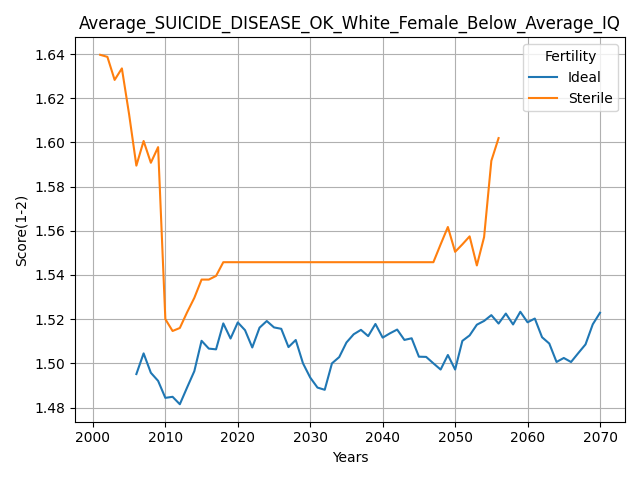 Average_SUICIDE_DISEASE_OK_White_Female_Below_Average_IQ
Fertility
Ideal
Sterile
Score(1-2)
1.64
1.62
1.60
1.58
1.56
1.54
1.52
1.50
1.48
2000 2010 2020 2030 2040 2050 2060 2070
Years